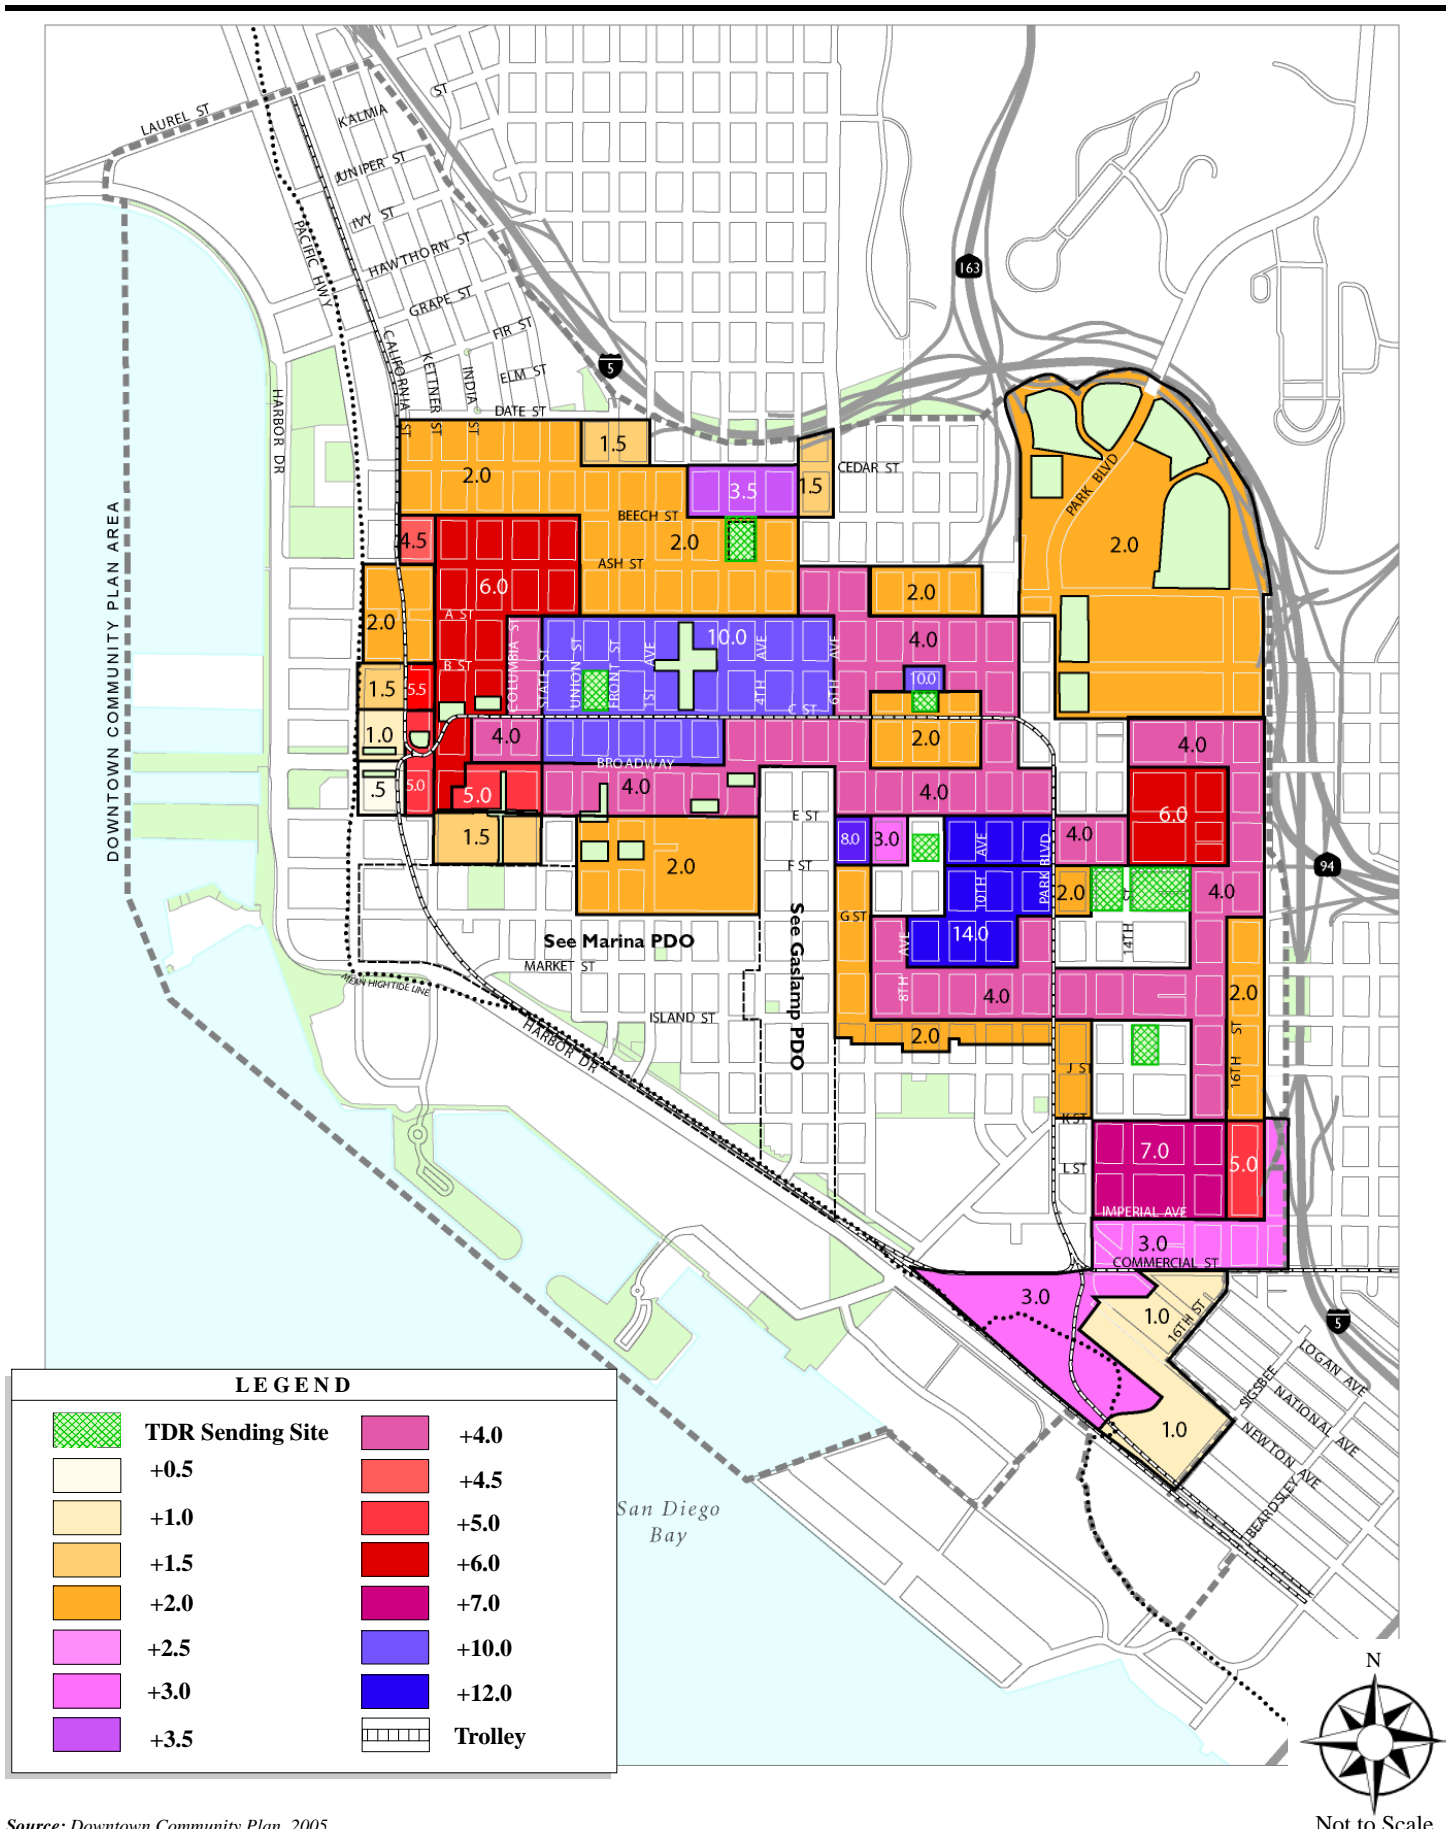 LAUREL ST
ST
KALMIA
JUNIPER ST
IVY ST
HAWTHORN ST
GRAPE ST
FIR ST
ELM ST
DATE ST
PACIFIC HWY
CALIFORNIA ST
KETTNER ST
INDIA ST
HARBOR DR
163
5
CEDAR ST
PARK BLVD
1.5
2.0
3.5
1.5
BEECH ST
2.0
ASH ST
4.5
6.0
2.0
2.0
2.0
A ST
COLUMBIA ST
STATE ST
UNION ST
FRONT ST
1ST AVE
10.0
4TH AVE
6TH AVE
4.0
B ST
1.5
5.5
10.0
C ST
1.0
4.0
2.0
4.0
BROADWAY
.5
5.0
5.0
4.0
4.0
6.0
E ST
1.5
2.0
8.0
3.0
10TH AVE
PARK BLVD
4.0
F ST
94
2.0
14TH ST
4.0
G ST
14.0
See Marina PDO
See Gaslamp PDO
MARKET ST
8TH AVE
4.0
2.0
MEAN HIGH TIDE LINE
ISLAND ST
HARBOR DR
2.0
J ST
16TH ST
K ST
7.0
5.0
L ST
IMPERIAL AVE
3.0
COMMERCIAL ST
3.0
1.0
16TH ST
5
LOGAN AVE
SIGSBEE
NATIONAL AVE
NEWTON AVE
BEARDSLEY
1.0
DOWNTOWN COMMUNITY PLAN AREA
San Diego
Bay
LEGEND
TDR Sending Site
+0.5
+1.0
+1.5
+2.0
+2.5
+3.0
+3.5
+4.0
+4.5
+5.0
+6.0
+7.0
+10.0
+12.0
Trolley
N
Not to Scale
Source: Downtown Community Plan, 2005